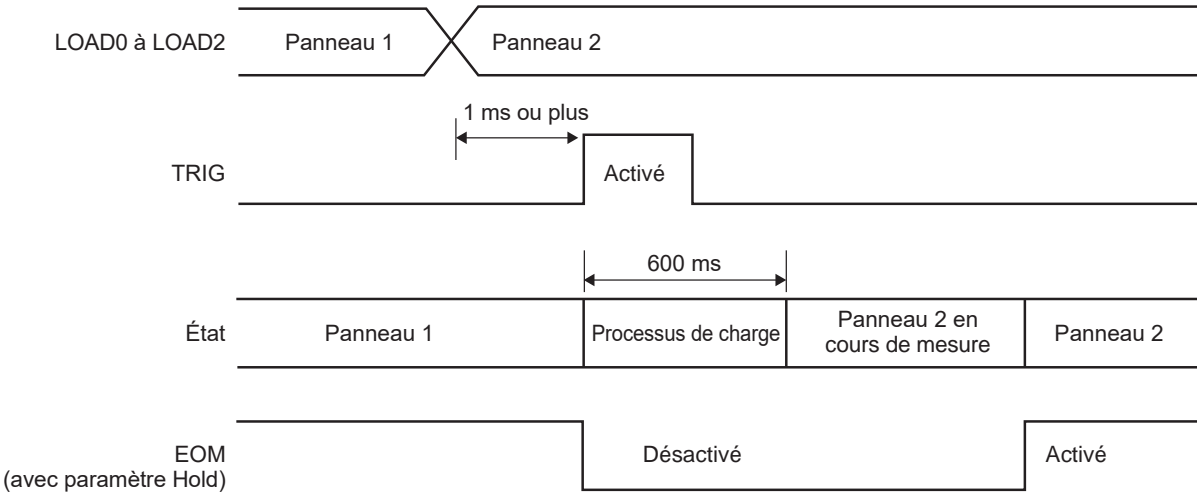 LOAD0 à LOAD2
Panneau 1
Panneau 2
1 ms ou plus
TRIG
Activé
600 ms
État
Panneau 1
Processus de charge
Panneau 2 en
cours de mesure
Panneau 2
EOM
(avec paramètre Hold)
Désactivé
Activé